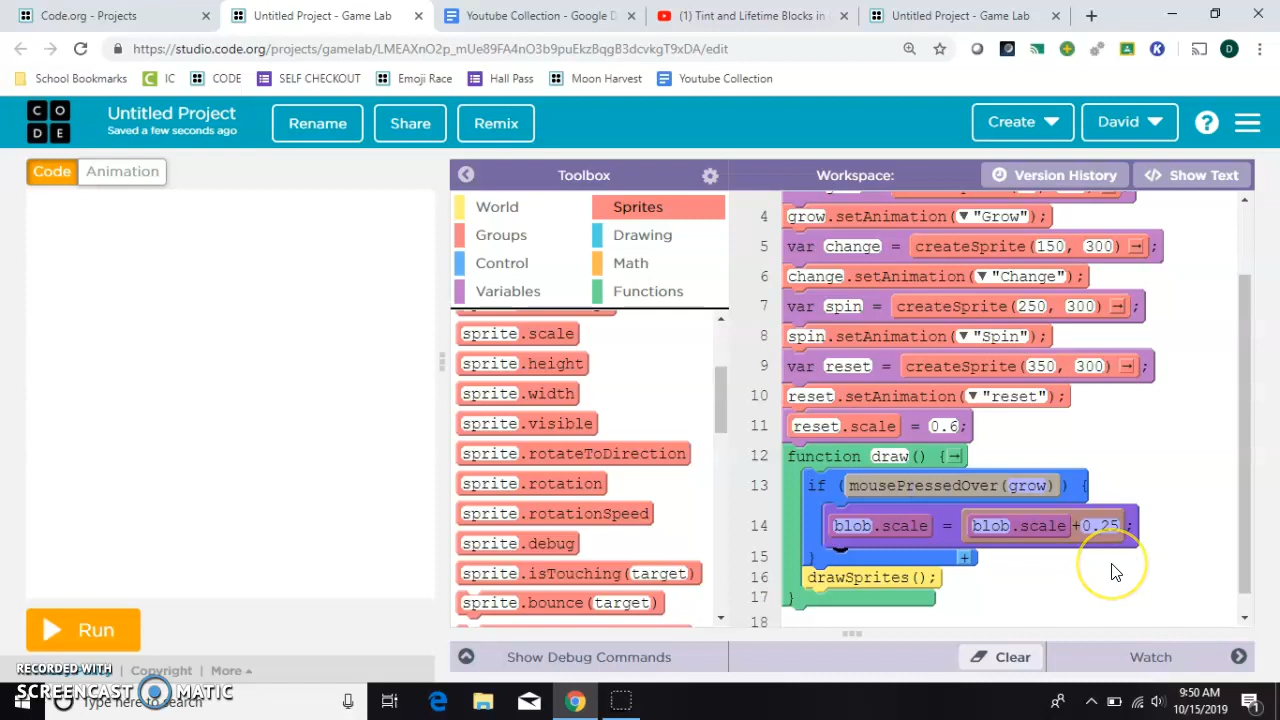 Code.org - Projects
Untitled Project - Game Lab
Youtube Collection - Google D
(1) Tint and Lifetime Blocks in
Untitled Project - Game Lab
https://studio.code.org/projects/gamelab/LMEAXnO2p_mUe89FA4nO3b9puEkzBqgB3dcvkgT9xDA/edit
School Bookmarks
IC
CODE
SELF CHECKOUT
Emoji Race
Hall Pass
Moon Harvest
Youtube Collection
CO
DE
Untitled Project
Saved a few seconds ago
Rename
Share
Remix
Create
David
Code
Animation
Toolbox
Workspace:
Version History
Show Text
World
Sprites
Groups
Drawing
Control
Math
Variables
Functions
sprite.scale
sprite.height
sprite.width
sprite.visible
sprite.rotateToDirection
sprite.rotation
sprite.rotationSpeed
sprite.debug
sprite.isTouching(target)
sprite.bounce(target)
4 grow.setAnimation("Grow");
5 var change = createSprite(150, 300);
6 change.setAnimation("Change");
7 var spin = createSprite(250, 300);
8 spin.setAnimation("Spin");
9 var reset = createSprite(350, 300);
10 reset.setAnimation("reset");
11 reset.scale = 0.6;
12 function draw() {
13 if (mousePressedOver(grow)) {
14 blob.scale = blob.scale+0.25;
15 }
16 drawSprites();
17 }
18
Run
Show Debug Commands
Clear
Watch
Copyright
More
RECORDED WITH
SCREENCAST MATIC
Type here to search
9:50 AM
10/15/2019